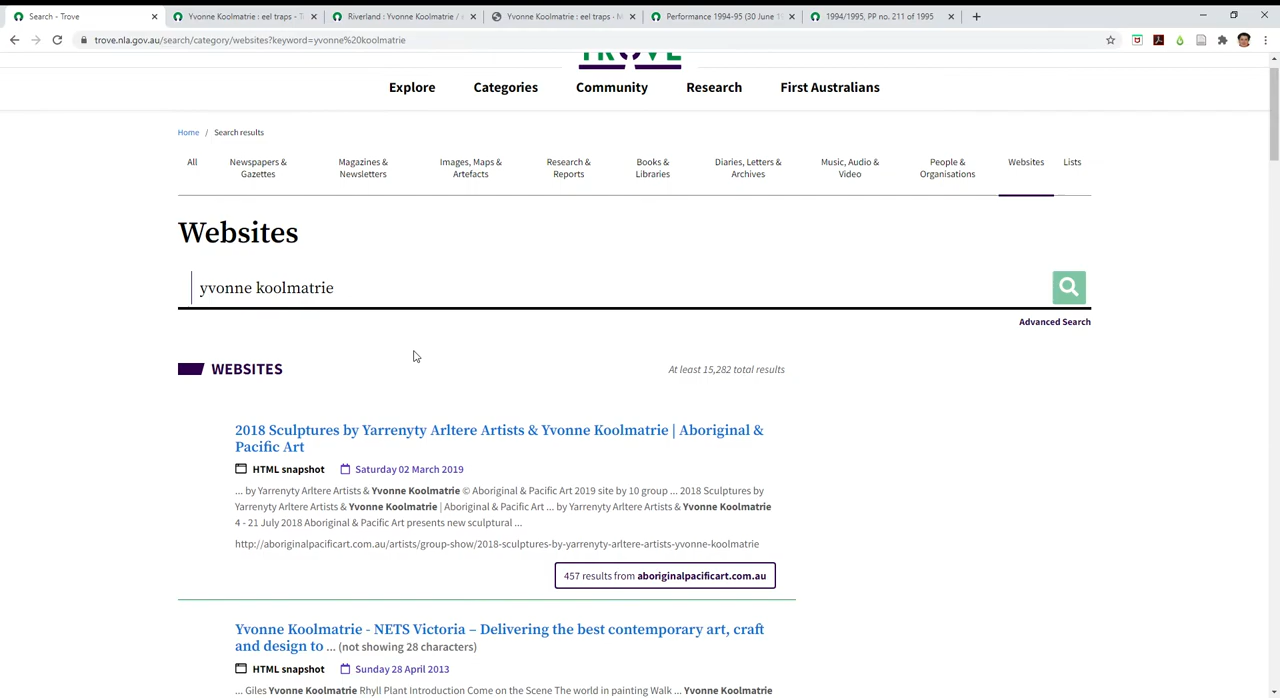 Search - Trove
Yvonne Koolmatrie : eel traps - T
Riverland : Yvonne Koolmatrie /
Yvonne Koolmatrie : eel traps - M
Performance 1994-95 (30 June 1
1994/1995, PP no. 211 of 1995
trove.nla.gov.au/search/category/websites?keyword=yvonne%20koolmatrie
TROVE
Explore
Categories
Community
Research
First Australians
Home / Search results
All
Newspapers &
Gazettes
Magazines &
Newsletters
Images, Maps &
Artefacts
Research &
Reports
Books &
Libraries
Diaries, Letters &
Archives
Music, Audio &
Video
People &
Organisations
Websites
Lists
Websites
yvonne koolmatrie
Advanced Search
WEBSITES
At least 15,282 total results
2018 Sculptures by Yarrenyty Arltere Artists & Yvonne Koolmatrie | Aboriginal &
Pacific Art
HTML snapshot Saturday 02 March 2019
... by Yarrenyty Arltere Artists & Yvonne Koolmatrie © Aboriginal & Pacific Art 2019 site by 10 group ... 2018 Sculptures by
Yarrenyty Arltere Artists & Yvonne Koolmatrie | Aboriginal & Pacific Art ... by Yarrenyty Arltere Artists & Yvonne Koolmatrie
4 - 21 July 2018 Aboriginal & Pacific Art presents new sculptural ...
http://aboriginalpacificart.com.au/artists/group-show/2018-sculptures-by-yarrenyty-arltere-artists-yvonne-koolmatrie
457 results from aboriginalpacificart.com.au
Yvonne Koolmatrie - NETS Victoria – Delivering the best contemporary art, craft
and design to ... (not showing 28 characters)
HTML snapshot Sunday 28 April 2013
... Giles Yvonne Koolmatrie Rhyll Plant Introduction Come on the Scene The world in painting Walk ... Yvonne Koolmatrie